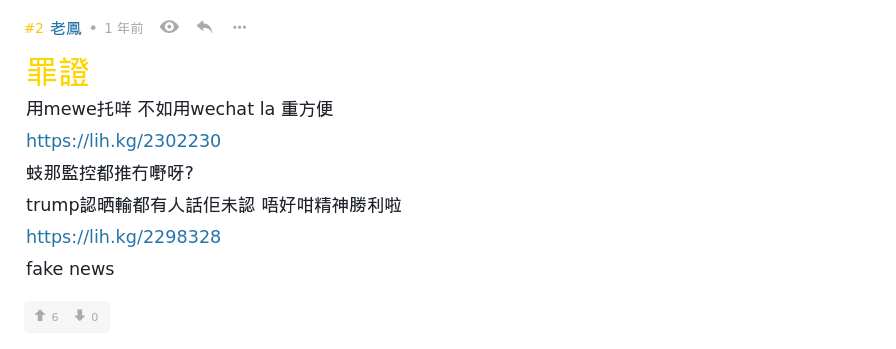 #2 老鳳 • 1 年前
罪證
用mewe托咩 不如用wechat la 重方便
https://lih.kg/2302230
蚑那監控都推冇嘢呀?
trump認晒輸都有人話佢未認 唔好咁精神勝利啦
https://lih.kg/2298328
fake news
6 0